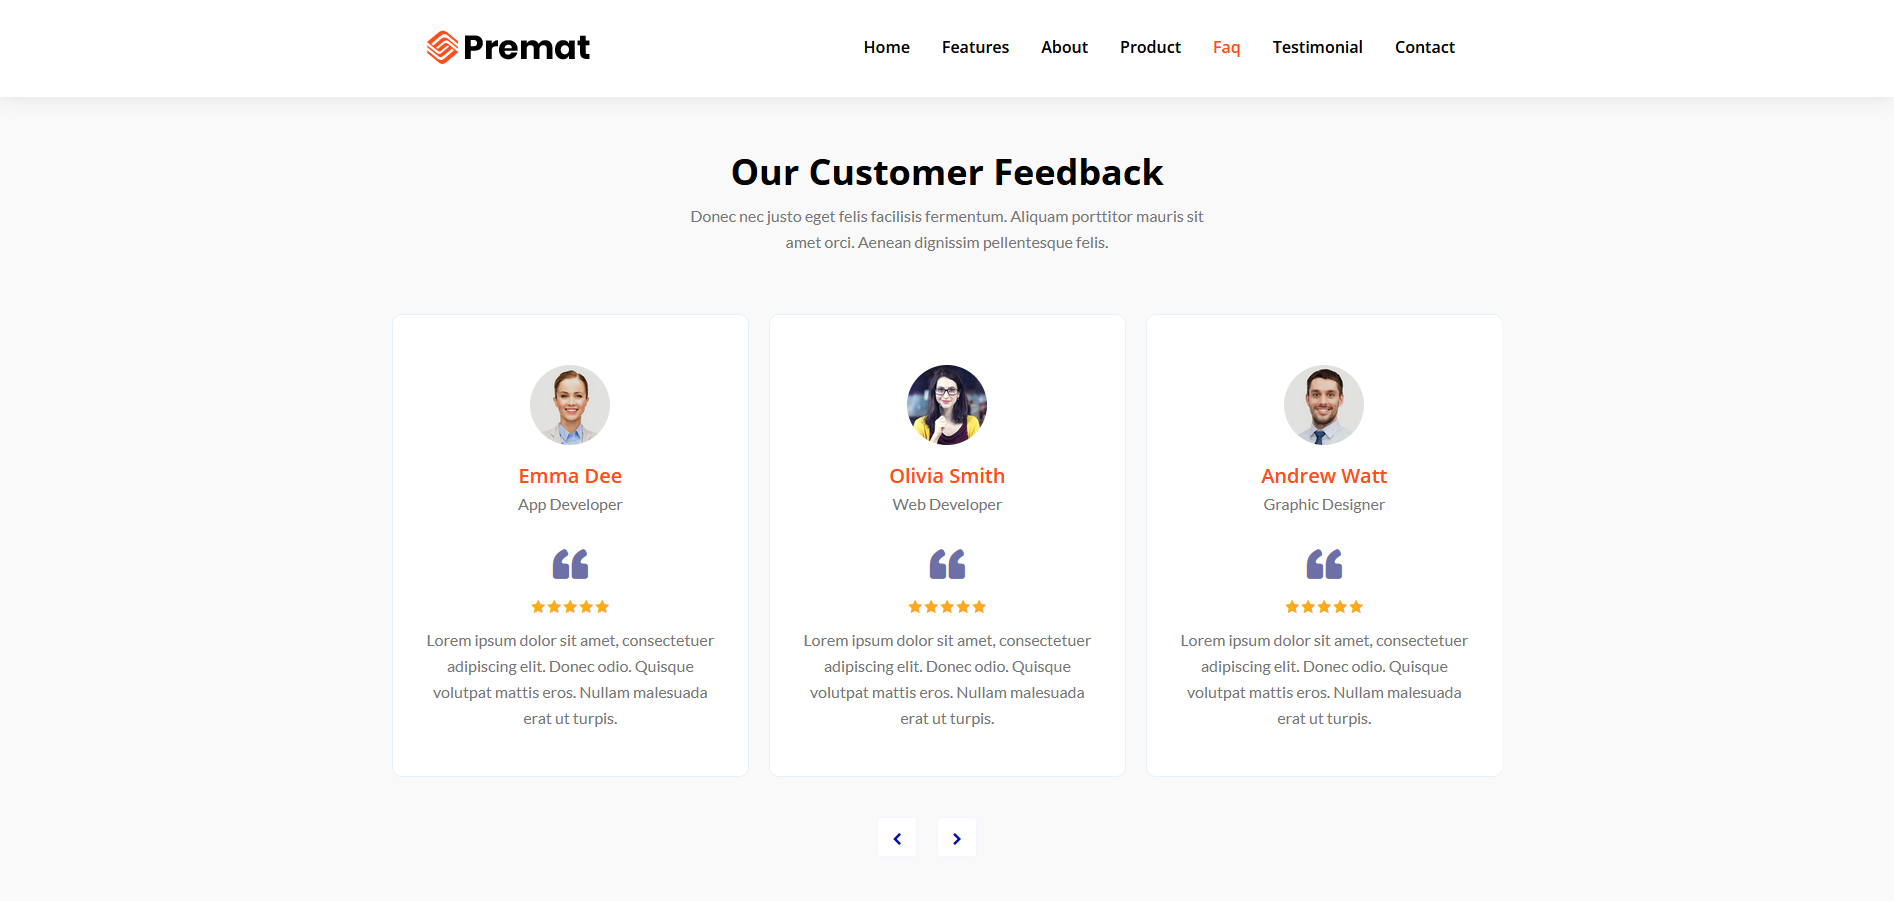 Premat
Home Features About Product Faq Testimonial Contact
Our Customer Feedback
Donec nec justo eget felis facilisis fermentum. Aliquam porttitor mauris sit
amet orci. Aenean dignissim pellentesque felis.
Emma Dee
App Developer
Lorem ipsum dolor sit amet, consectetuer
adipiscing elit. Donec odio. Quisque
volutpat mattis eros. Nullam malesuada
erat ut turpis.
Olivia Smith
Web Developer
Lorem ipsum dolor sit amet, consectetuer
adipiscing elit. Donec odio. Quisque
volutpat mattis eros. Nullam malesuada
erat ut turpis.
Andrew Watt
Graphic Designer
Lorem ipsum dolor sit amet, consectetuer
adipiscing elit. Donec odio. Quisque
volutpat mattis eros. Nullam malesuada
erat ut turpis.